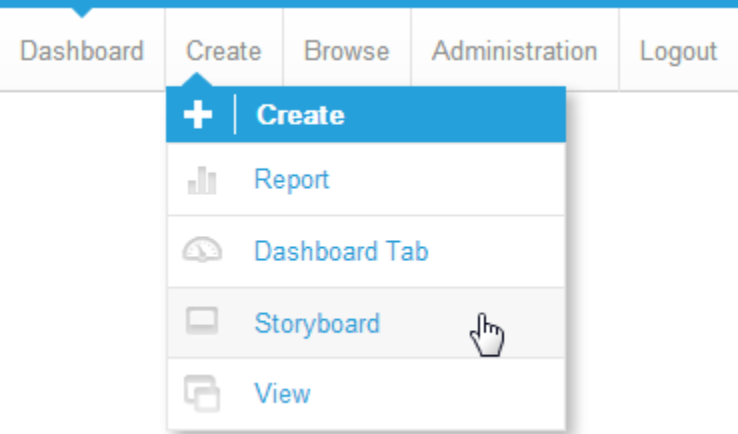 Dashboard Create Browse Administration Logout
Create
Report
Dashboard Tab
Storyboard
View